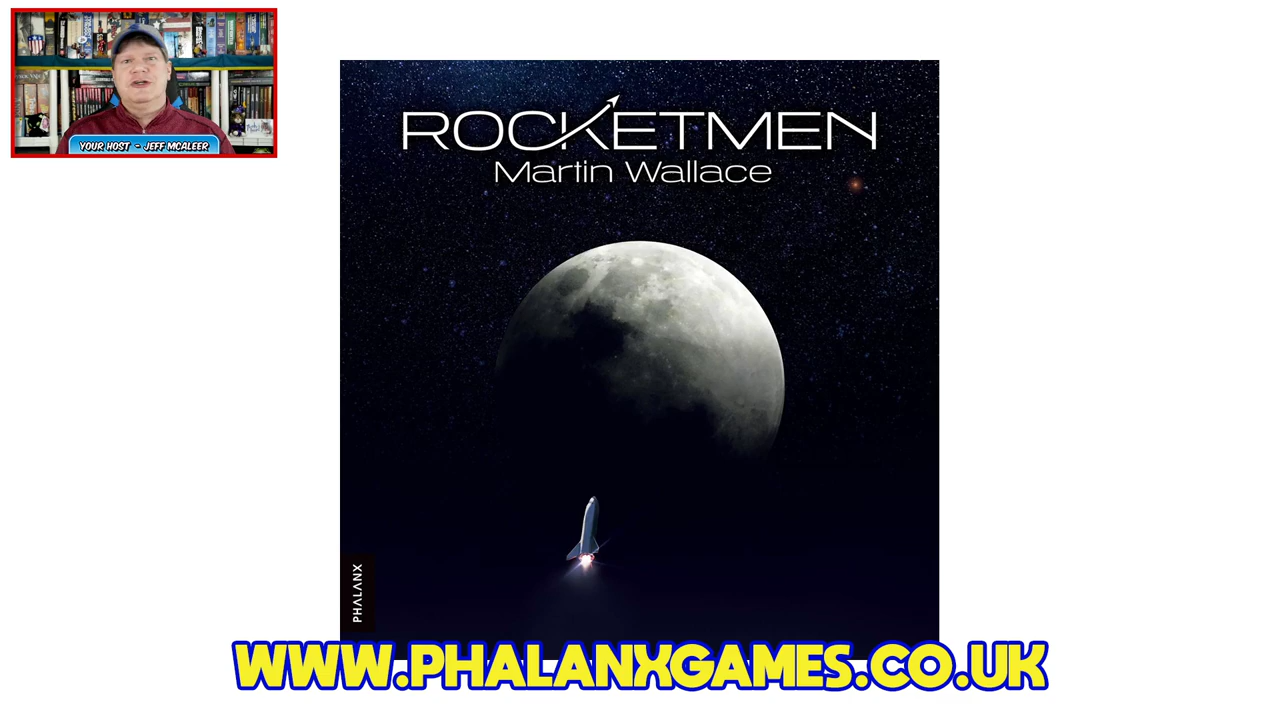 YOUR HOST - JEFF MCALEER
ROCKETMEN
Martin Wallace
PHALANX
WWW.PHALANXGAMES.CO.UK